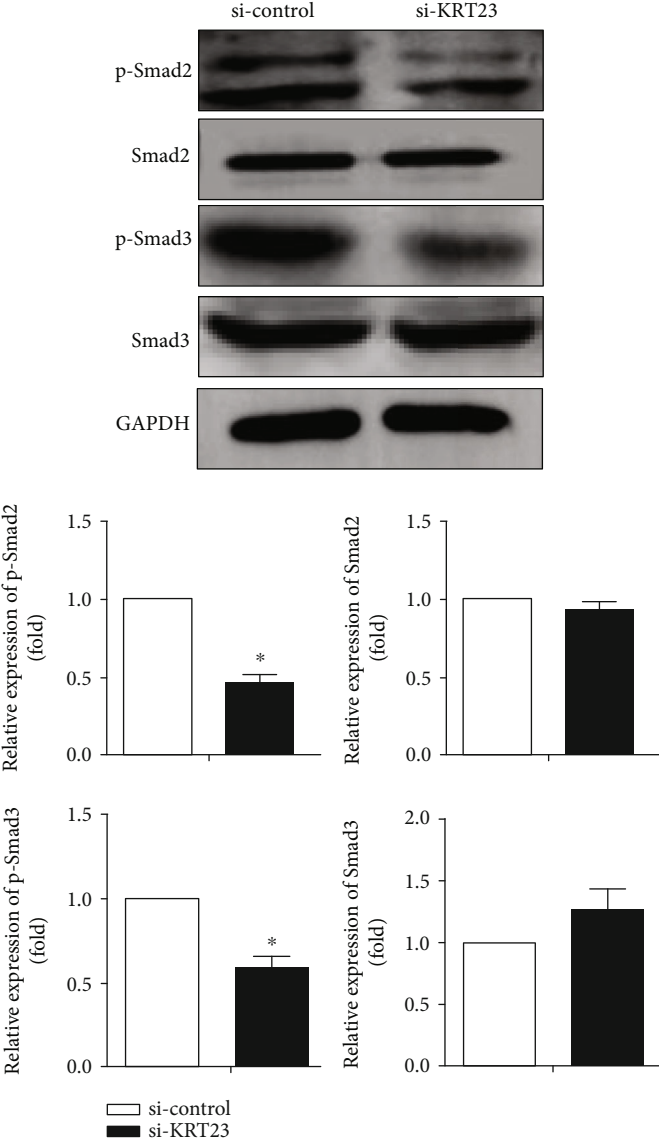 si-control si-KRT23
p-Smad2
Smad2
p-Smad3
Smad3
GAPDH
Relative expression of p-Smad2
(fold)
1.5
1.0
0.5
0.0
*
Relative expression of Smad2
(fold)
1.5
1.0
0.5
0.0
Relative expression of p-Smad3
(fold)
1.5
1.0
0.5
0.0
*
Relative expression of Smad3
(fold)
2.0
1.5
1.0
0.5
0.0
si-control
si-KRT23